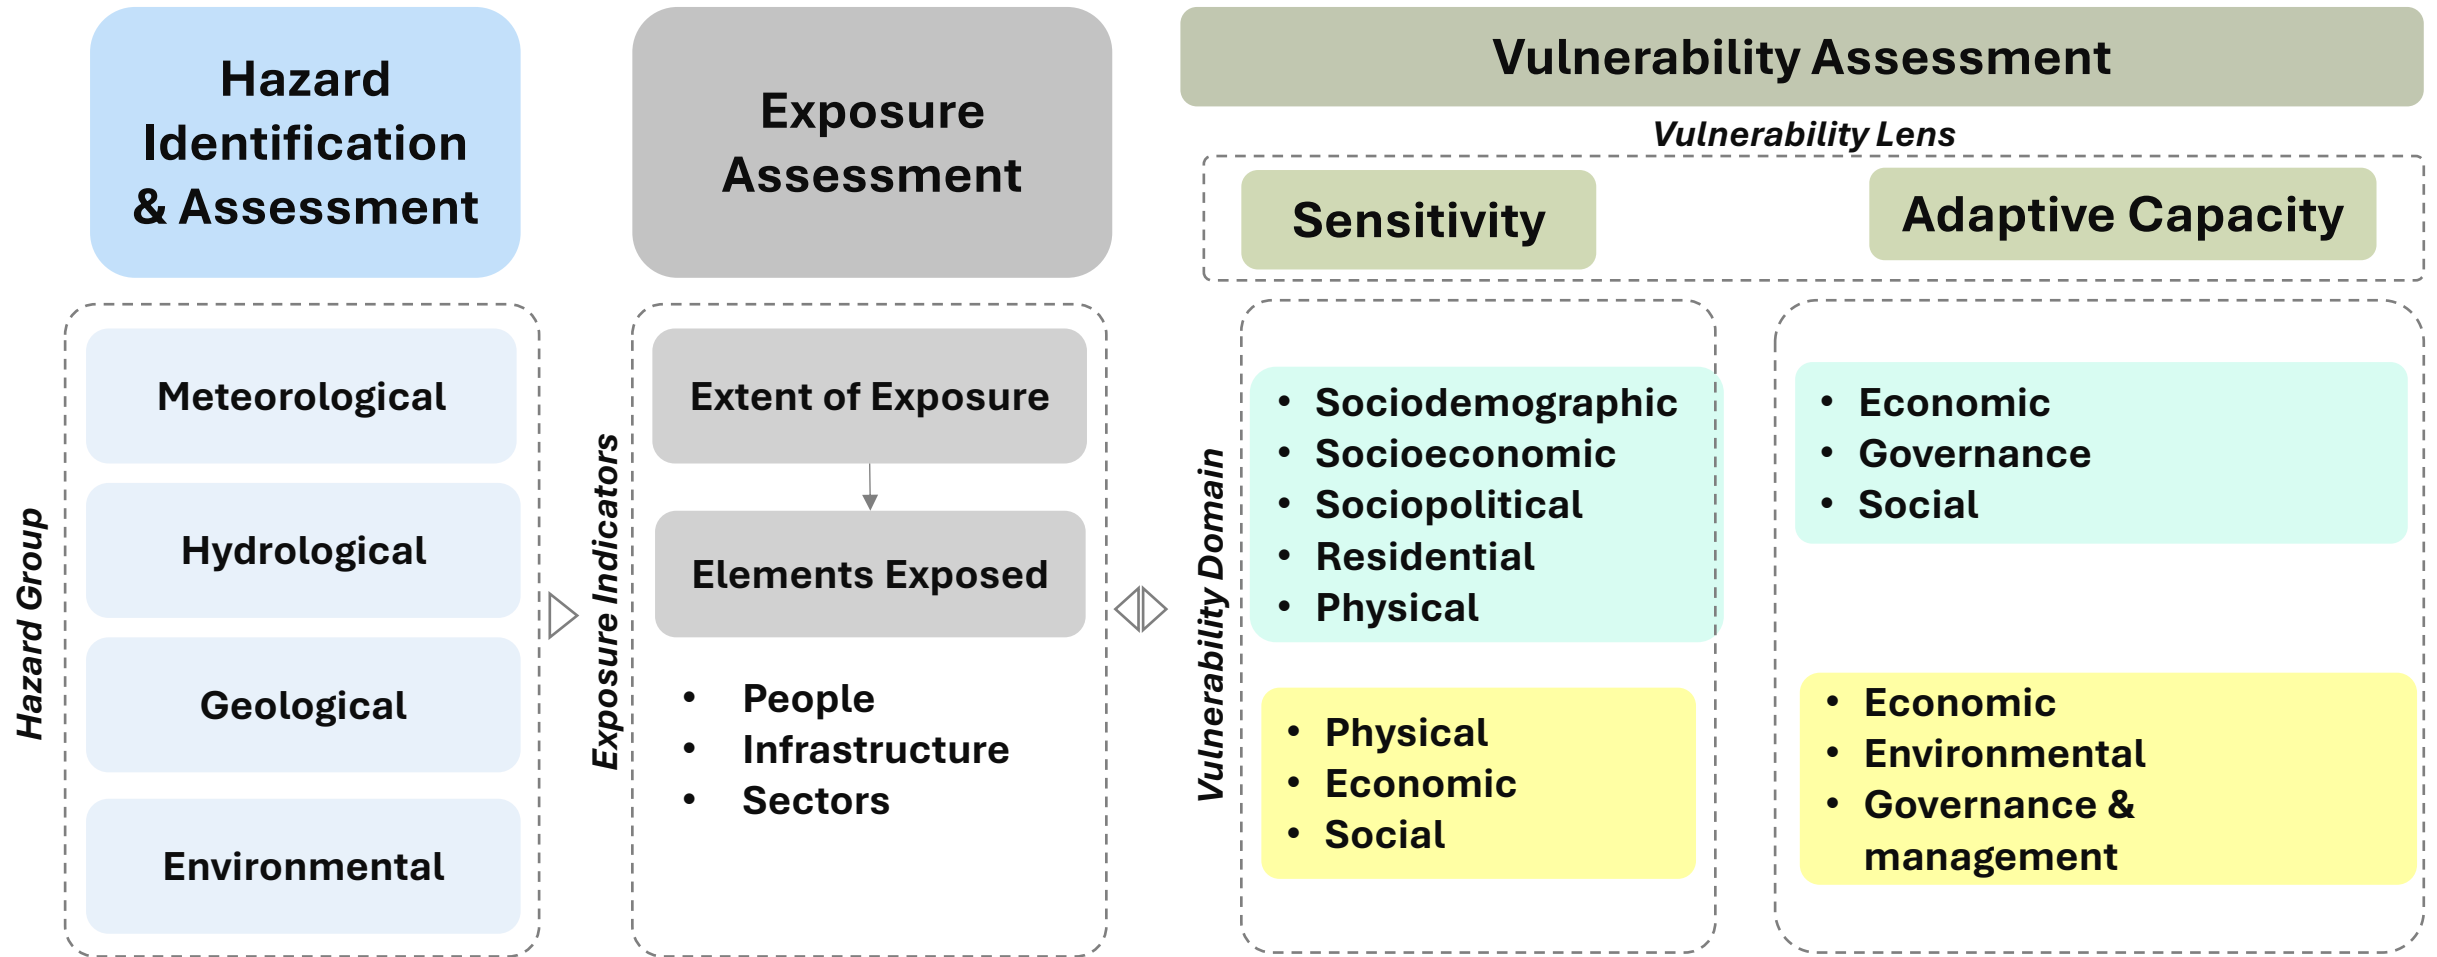 Hazard
Identification
& Assessment
Hazard Group
Meteorological
Hydrological
Geological
Environmental
Exposure
Assessment
Exposure Indicators
Extent of Exposure
Elements Exposed
• People
• Infrastructure
• Sectors
Vulnerability Assessment
Vulnerability Lens
Sensitivity
Adaptive Capacity
Vulnerability Domain
• Sociodemographic
• Socioeconomic
• Sociopolitical
• Residential
• Physical
• Physical
• Economic
• Social
• Economic
• Governance
• Social
• Economic
• Environmental
• Governance &
management